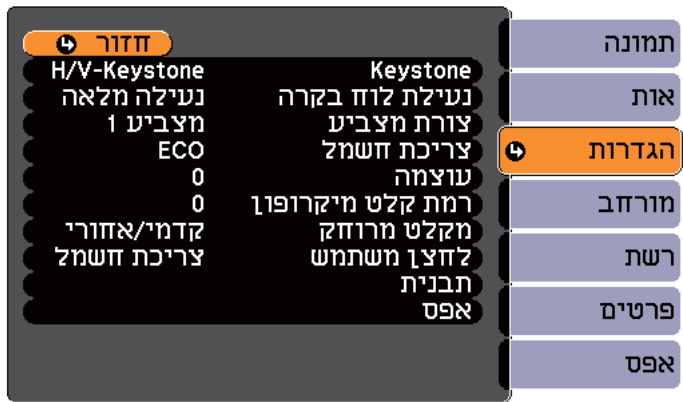 תמונה
אות
הגדרות
מורחב
רשת
פרטים
אפס
חזור
Keystone H/V-Keystone
נעילת לוח בקרה נעילה מלאה
צורת מצביע מצביע 1
צריכת חשמל ECO
עוצמה 0
רמת קלט מיקרופון 0
מקלט מרוחק קדמי/אחורי
לחצן משתמש צריכת חשמל
תבנית
אפס